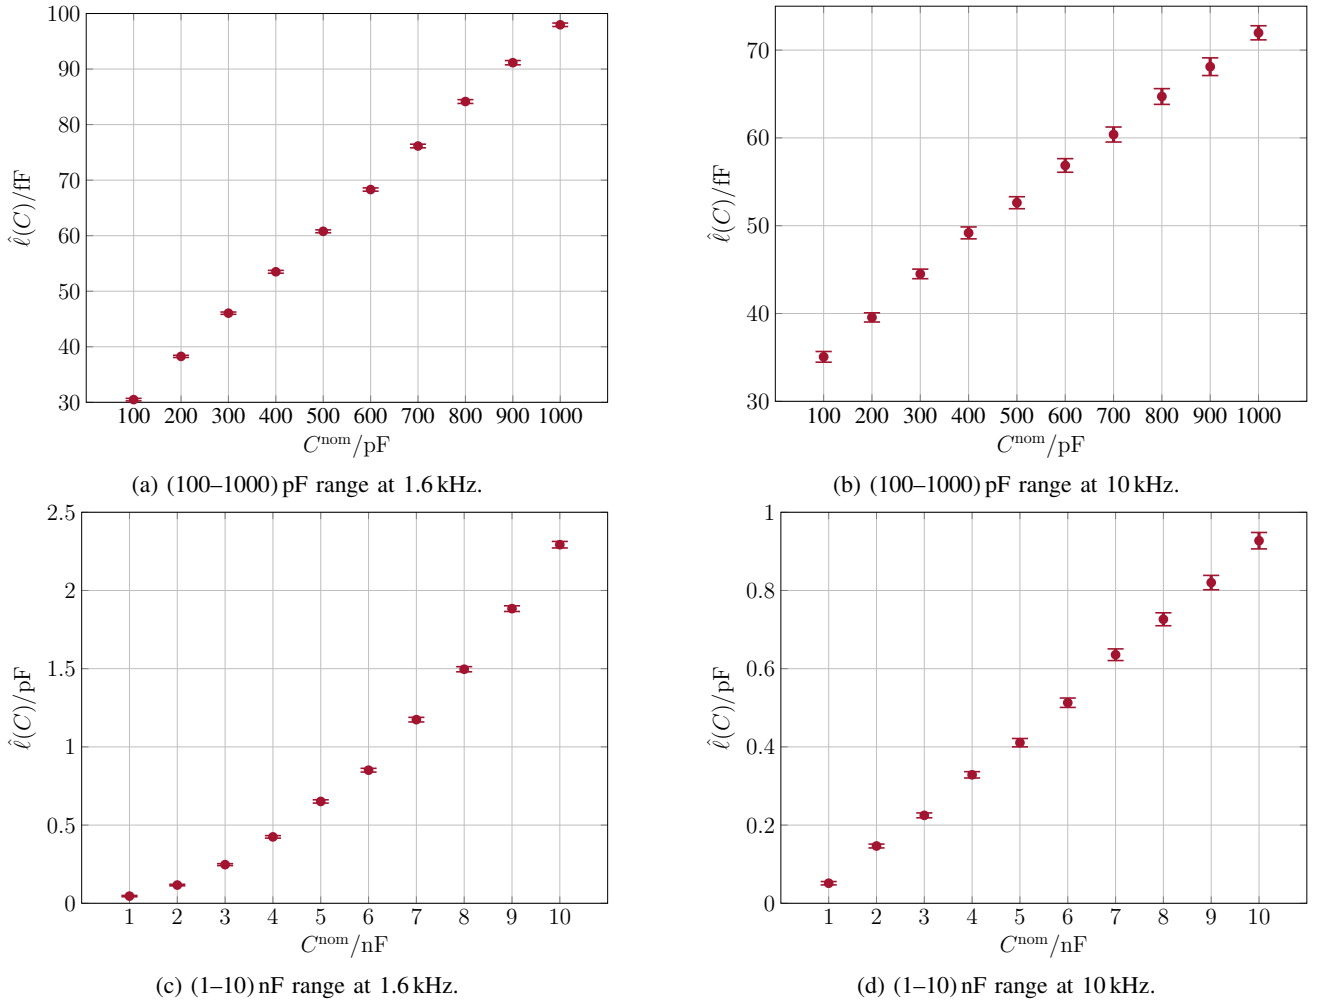 100
90
80
70
60
50
40
30
ℓ̂(C)/fF
100 200 300 400 500 600 700 800 900 1000
C^nom/pF
(a) (100–1000) pF range at 1.6 kHz.
70
60
50
40
30
ℓ̂(C)/fF
100 200 300 400 500 600 700 800 900 1000
C^nom/pF
(b) (100–1000) pF range at 10 kHz.
2.5
2
1.5
1
0.5
0
ℓ̂(C)/pF
1 2 3 4 5 6 7 8 9 10
C^nom/nF
(c) (1–10) nF range at 1.6 kHz.
1
0.8
0.6
0.4
0.2
0
ℓ̂(C)/pF
1 2 3 4 5 6 7 8 9 10
C^nom/nF
(d) (1–10) nF range at 10 kHz.